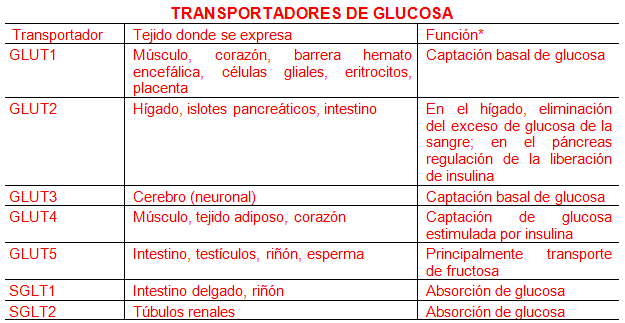 TRANSPORTADORES DE GLUCOSA
Transportador Tejido donde se expresa Función*
GLUT1 Músculo, corazón, barrera hemato Captación basal de glucosa
encefálica, células gliales, eritrocitos,
placenta
GLUT2 Hígado, islotes pancreáticos, intestino En el hígado, eliminación
del exceso de glucosa de la
sangre; en el páncreas
regulación de la liberación
de insulina
GLUT3 Cerebro (neuronal) Captación basal de glucosa
GLUT4 Músculo, tejido adiposo, corazón Captación de glucosa
estimulada por insulina
GLUT5 Intestino, testículos, riñón, esperma Principalmente transporte
de fructosa
SGLT1 Intestino delgado, riñón Absorción de glucosa
SGLT2 Túbulos renales Absorción de glucosa